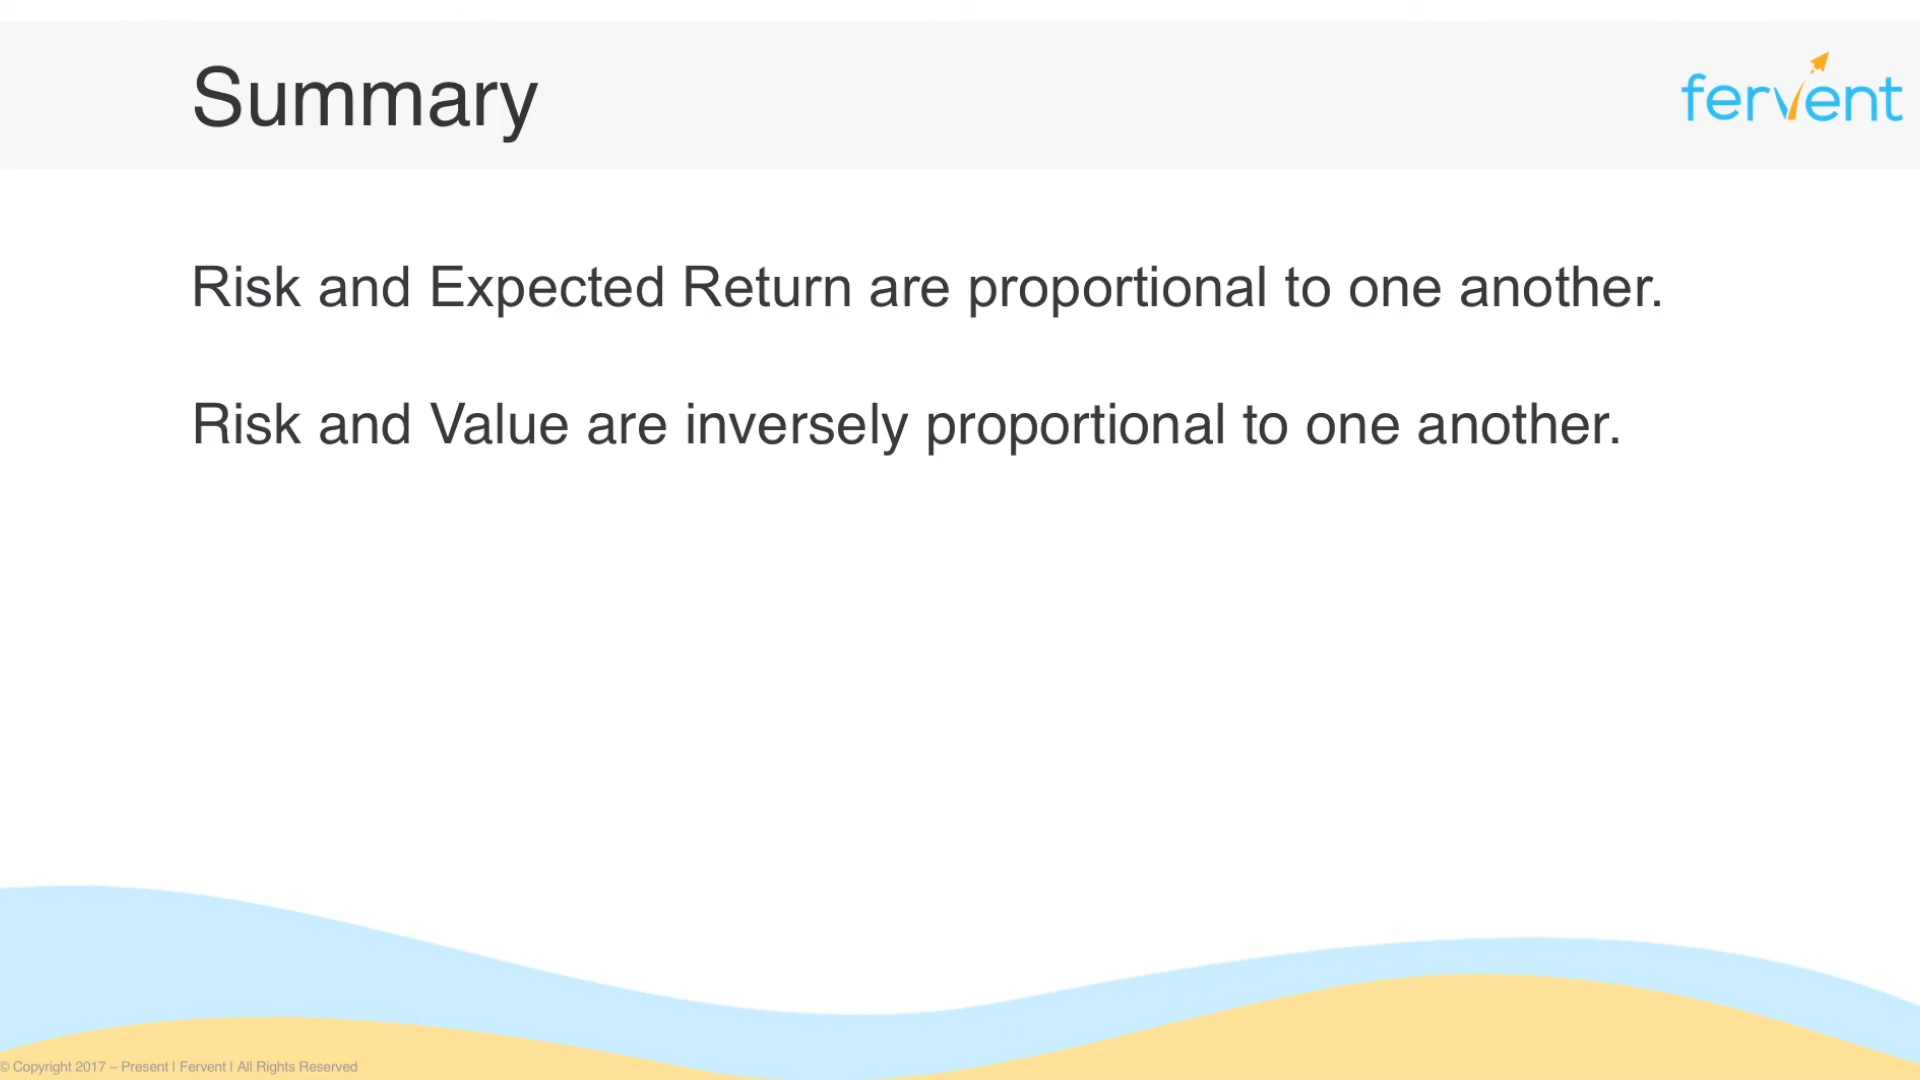 Summary
fervent
Risk and Expected Return are proportional to one another.
Risk and Value are inversely proportional to one another.
© Copyright 2017 – Present | Fervent | All Rights Reserved